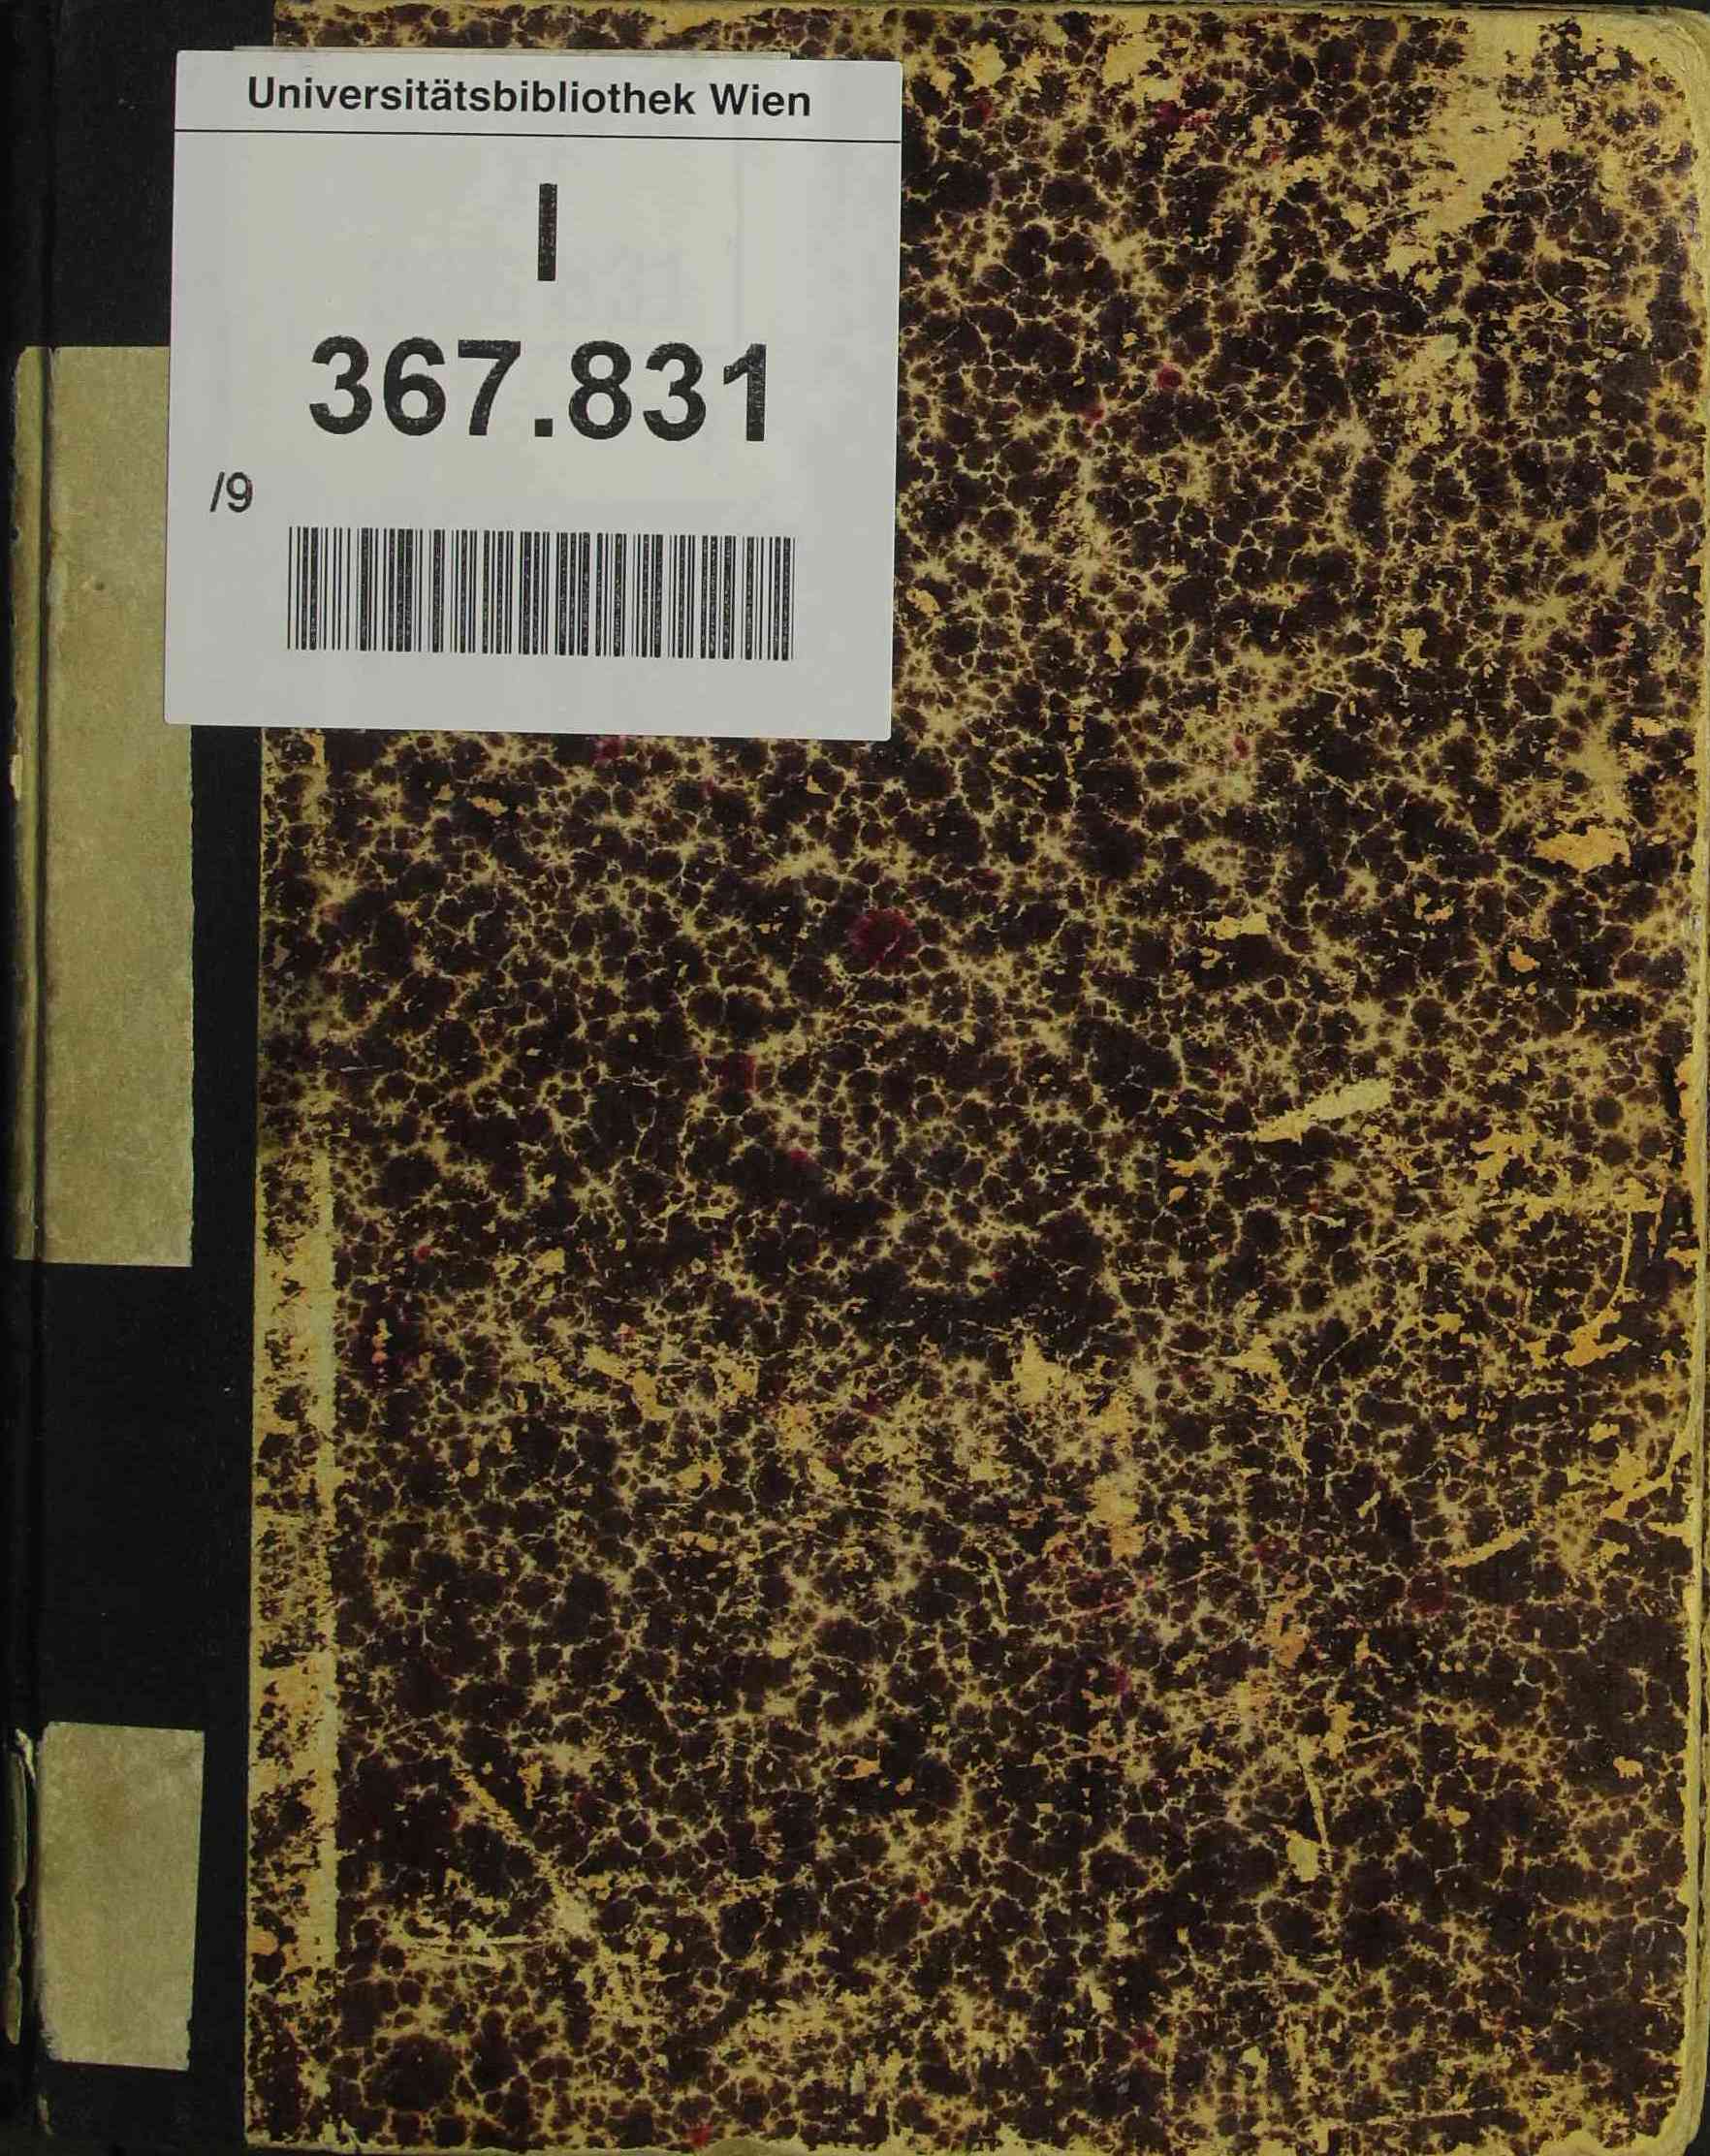 Universitätsbibliothek Wien
I
367.831
/9